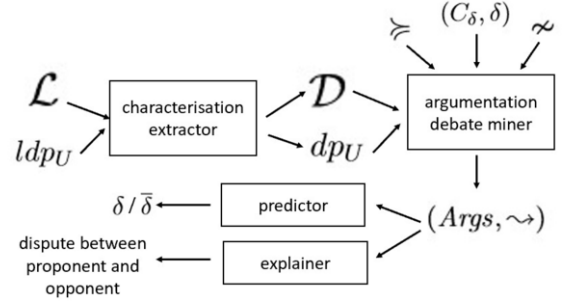 ≽ (C_δ, δ) ≁
ℒ characterisation extractor 𝒟 argumentation debate miner
ldp_U dp_U
δ / δ̄ predictor (Args, ⇝)
dispute between
proponent and
opponent
explainer